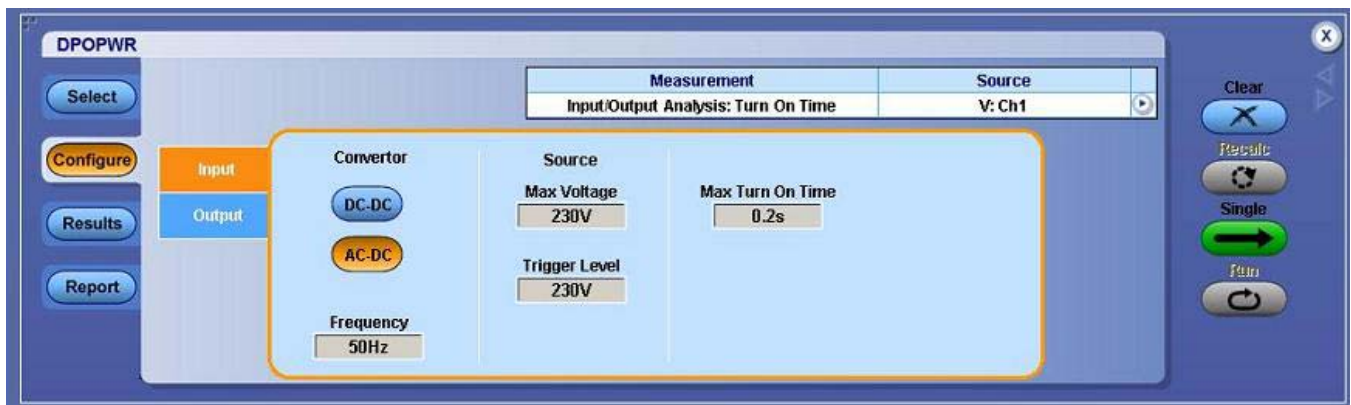 DPOPWR
Select
Configure
Results
Report
Measurement Source
Input/Output Analysis: Turn On Time V: Ch1
Input
Output
Convertor
DC-DC
AC-DC
Frequency
50Hz
Source
Max Voltage
230V
Trigger Level
230V
Max Turn On Time
0.2s
X
Clear
Recalc
Single
Run